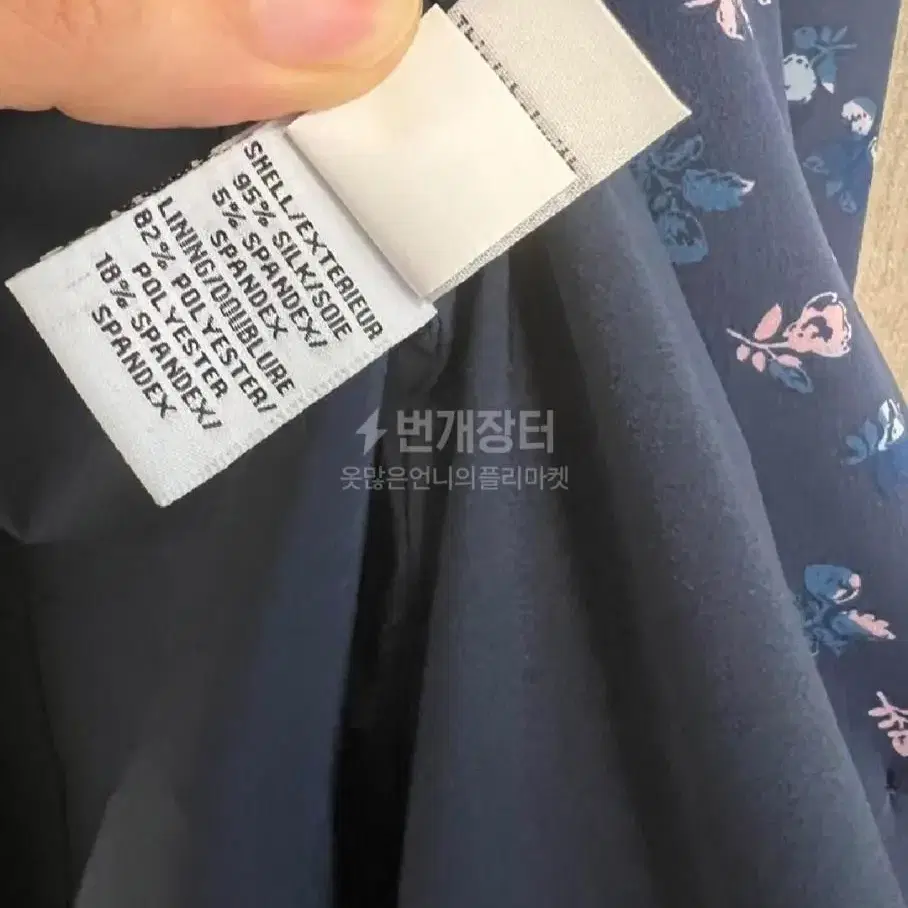 SHELL/EXTERIEUR
95% SILK/SOIE
5% SPANDEX/
SPANDEX
LINING/DOUBLURE
82% POLYESTER/
POLYESTER
18% SPANDEX/
SPANDEX
번개장터
옷많은언니의플리마켓